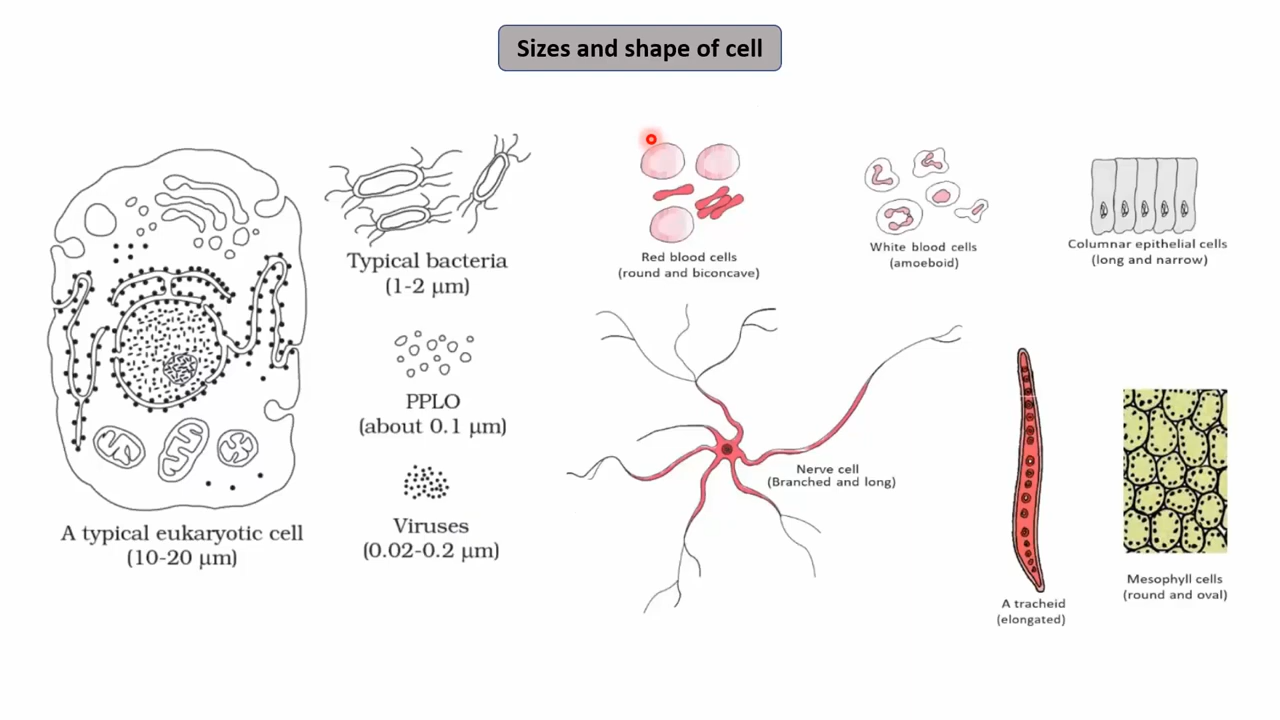 Sizes and shape of cell
A typical eukaryotic cell
(10-20 μm)
Typical bacteria
(1-2 μm)
PPLO
(about 0.1 μm)
Viruses
(0.02-0.2 μm)
Red blood cells
(round and biconcave)
White blood cells
(amoeboid)
Columnar epithelial cells
(long and narrow)
Nerve cell
(Branched and long)
A tracheid
(elongated)
Mesophyll cells
(round and oval)